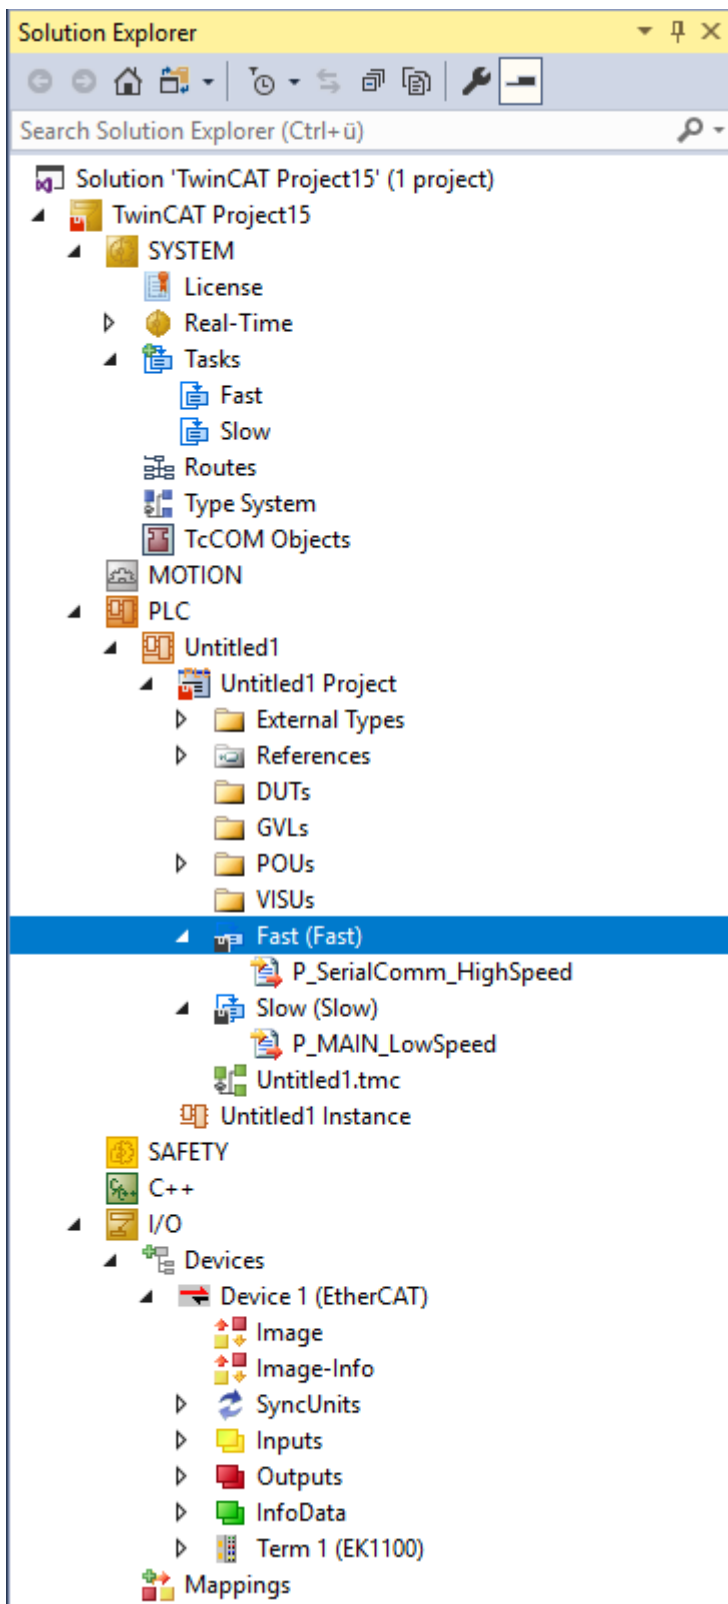 Solution Explorer
Search Solution Explorer (Ctrl+ü)
Solution 'TwinCAT Project15' (1 project)
TwinCAT Project15
SYSTEM
License
Real-Time
Tasks
Fast
Slow
Routes
Type System
TcCOM Objects
MOTION
PLC
Untitled1
Untitled1 Project
External Types
References
DUTs
GVLs
POUs
VISUs
Fast (Fast)
P_SerialComm_HighSpeed
Slow (Slow)
P_MAIN_LowSpeed
Untitled1.tmc
Untitled1 Instance
SAFETY
C++
I/O
Devices
Device 1 (EtherCAT)
Image
Image-Info
SyncUnits
Inputs
Outputs
InfoData
Term 1 (EK1100)
Mappings